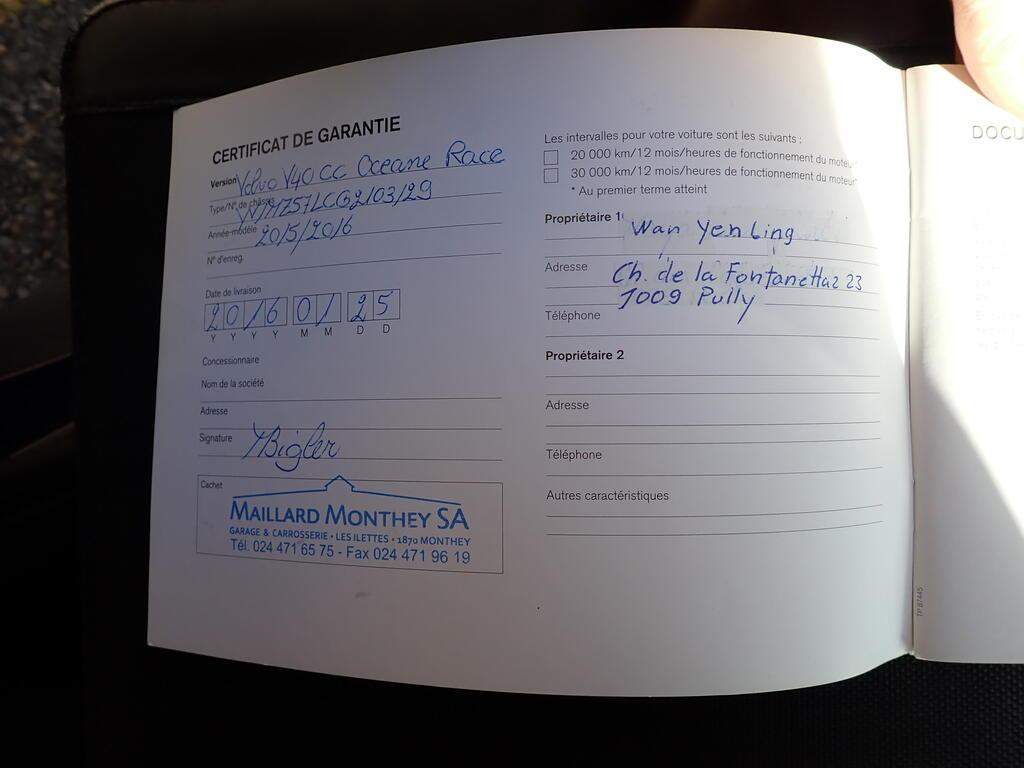 CERTIFICAT DE GARANTIE
Version Volvo V40 cc Oceane Race
Type/N° de châssis
Année-modèle 2015/2016
N° d'enreg.
Date de livraison
2016 01 25
Y Y Y Y M M D D
Concessionnaire
Nom de la société
Adresse
Signature YBigler
Cachet
MAILLARD MONTHEY SA
GARAGE & CARROSSERIE • LES ILETTES • 1870 MONTHEY
Tél. 024 471 65 75 - Fax 024 471 96 19
Les intervalles pour votre voiture sont les suivants :
20 000 km/12 mois/heures de fonctionnement du moteur*
30 000 km/12 mois/heures de fonctionnement du moteur*
* Au premier terme atteint
Propriétaire 1 Wan Yen Ling
Adresse Ch. de la Fontanettaz 23
1009 Pully
Téléphone
Propriétaire 2
Adresse
Téléphone
Autres caractéristiques
TP 87445
DOCU